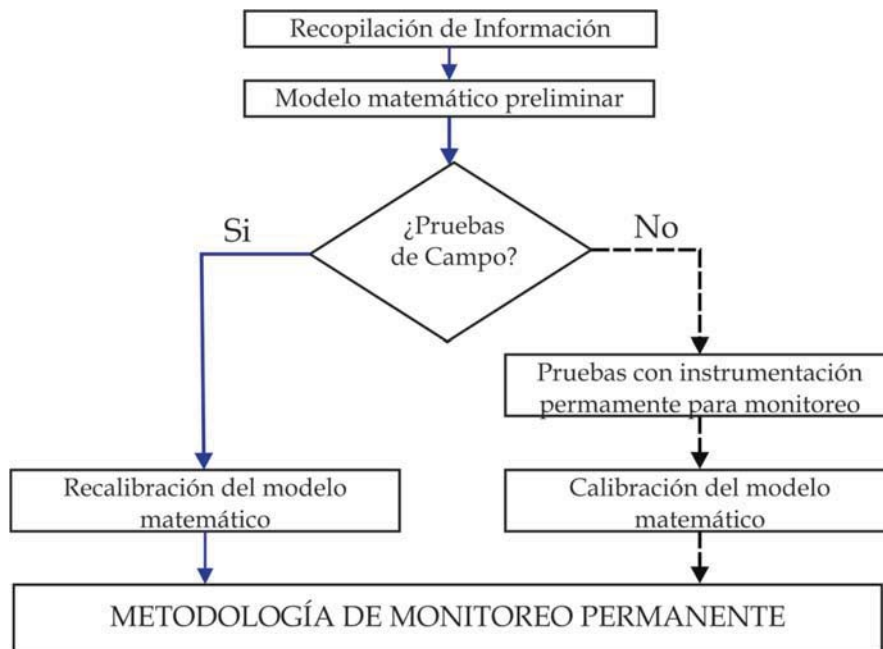 Recopilación de Información
Modelo matemático preliminar
¿Pruebas
de Campo?
Si
No
Pruebas con instrumentación
permamente para monitoreo
Recalibración del modelo
matemático
Calibración del modelo
matemático
METODOLOGÍA DE MONITOREO PERMANENTE